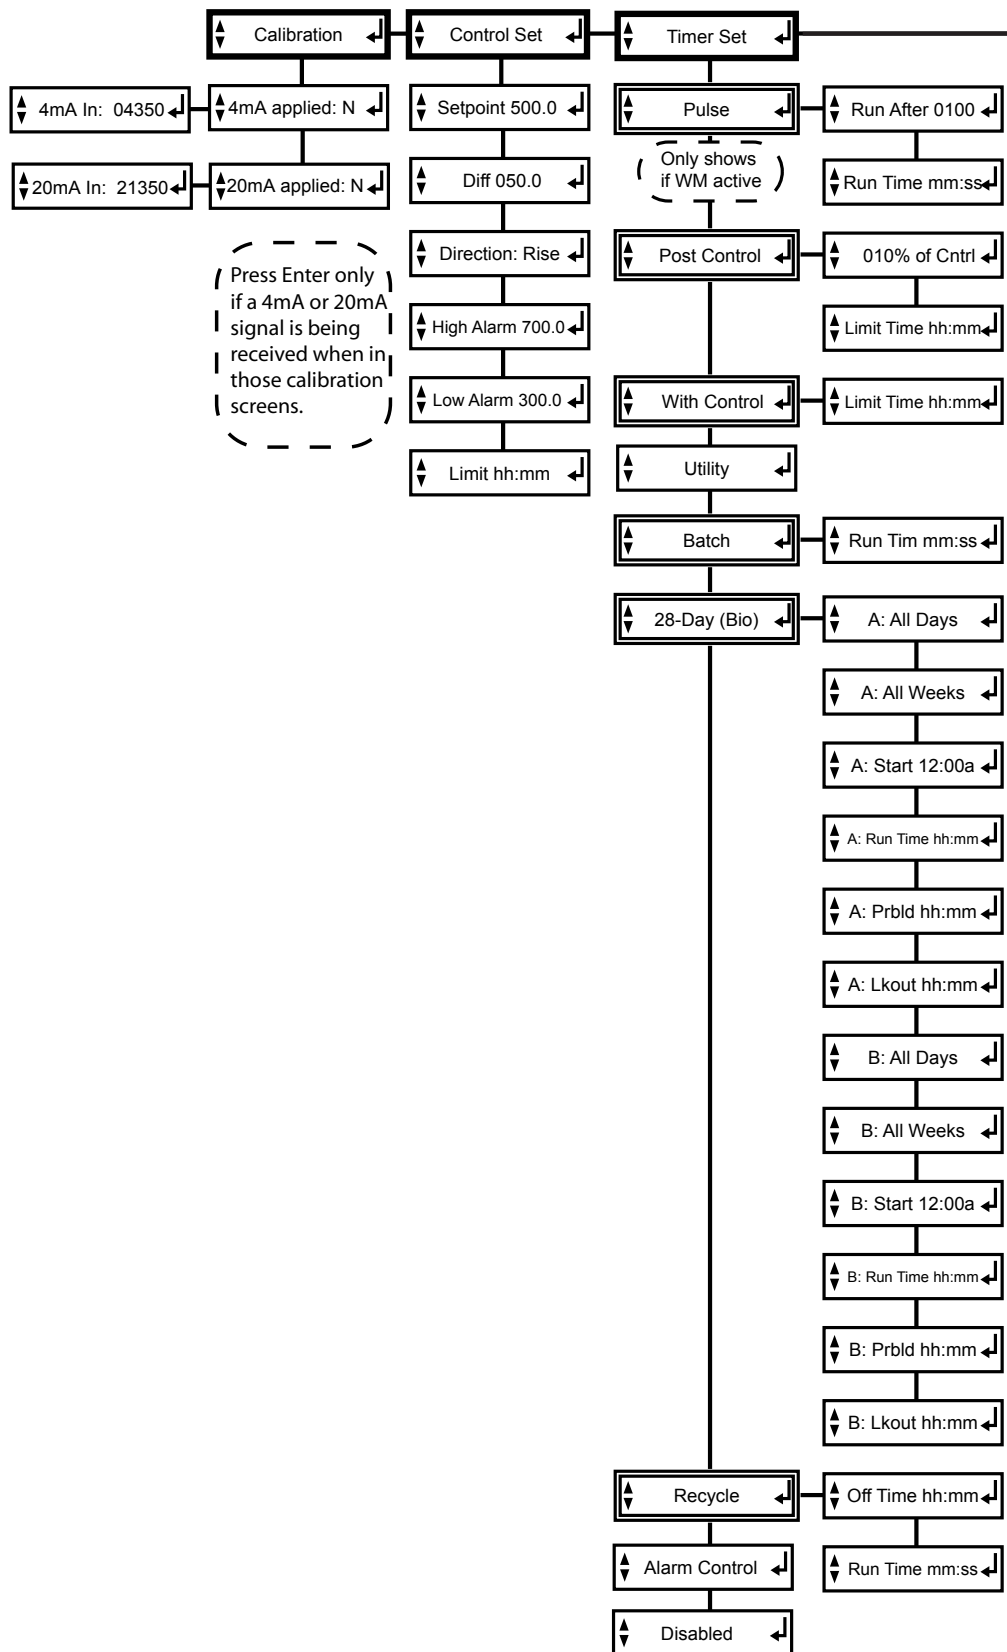 Calibration
Control Set
Timer Set
4mA In: 04350
4mA applied: N
20mA In: 21350
20mA applied: N
Press Enter only
if a 4mA or 20mA
signal is being
received when in
those calibration
screens.
Setpoint 500.0
Diff 050.0
Direction: Rise
High Alarm 700.0
Low Alarm 300.0
Limit hh:mm
Pulse
Run After 0100
Run Time mm:ss
Only shows
if WM active
Post Control
010% of Cntrl
Limit Time hh:mm
With Control
Limit Time hh:mm
Utility
Batch
Run Tim mm:ss
28-Day (Bio)
A: All Days
A: All Weeks
A: Start 12:00a
A: Run Time hh:mm
A: Prbld hh:mm
A: Lkout hh:mm
B: All Days
B: All Weeks
B: Start 12:00a
B: Run Time hh:mm
B: Prbld hh:mm
B: Lkout hh:mm
Recycle
Off Time hh:mm
Run Time mm:ss
Alarm Control
Disabled